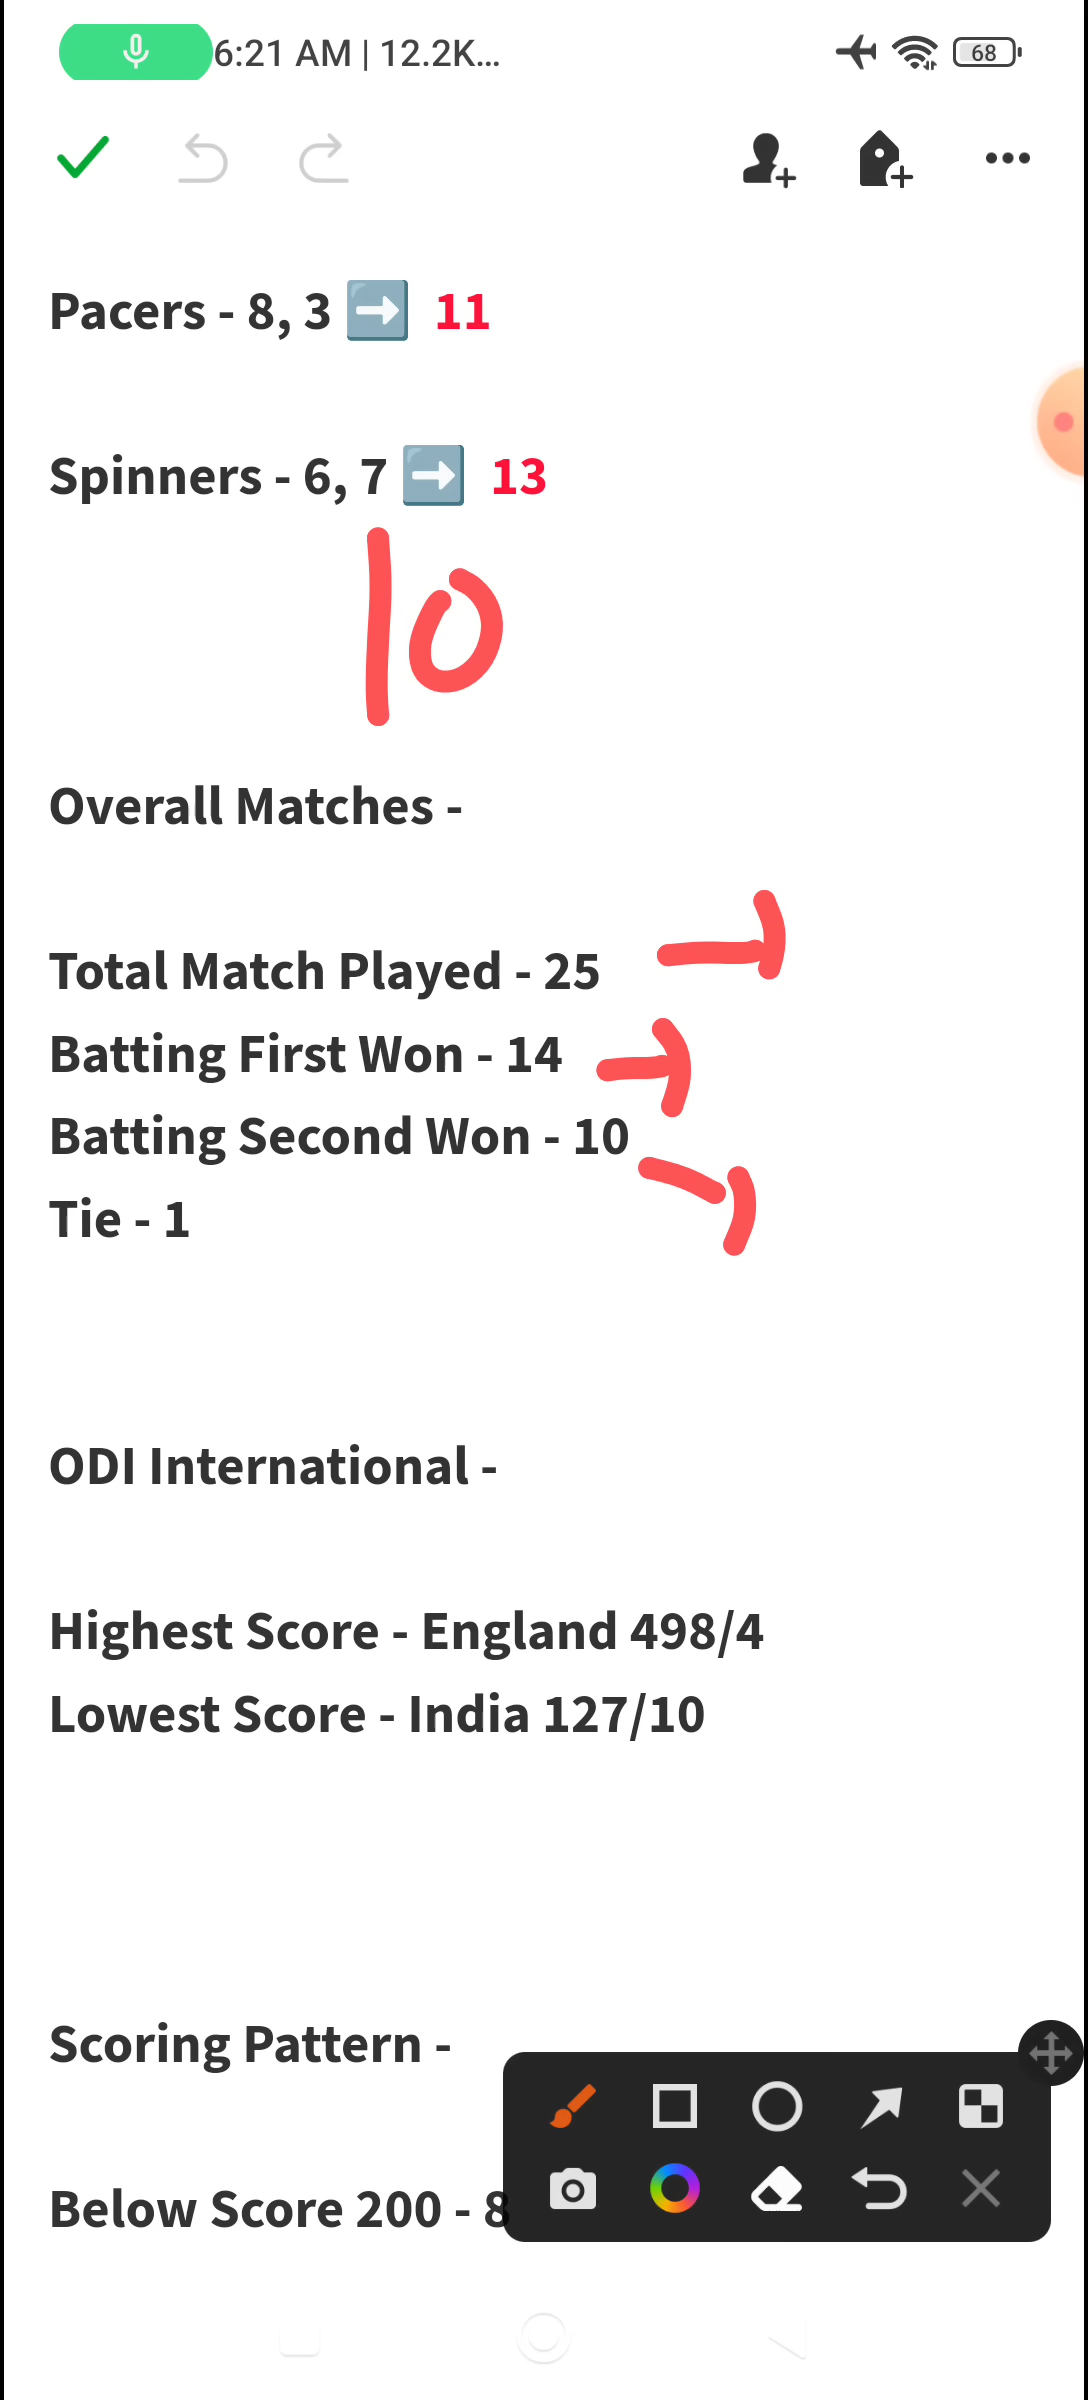 6:21 AM | 12.2K...
68
Pacers - 8, 3 ➡️ 11
Spinners - 6, 7 ➡️ 13
10
Overall Matches -
Total Match Played - 25
Batting First Won - 14
Batting Second Won - 10
Tie - 1
ODI International -
Highest Score - England 498/4
Lowest Score - India 127/10
Scoring Pattern -
Below Score 200 - 8